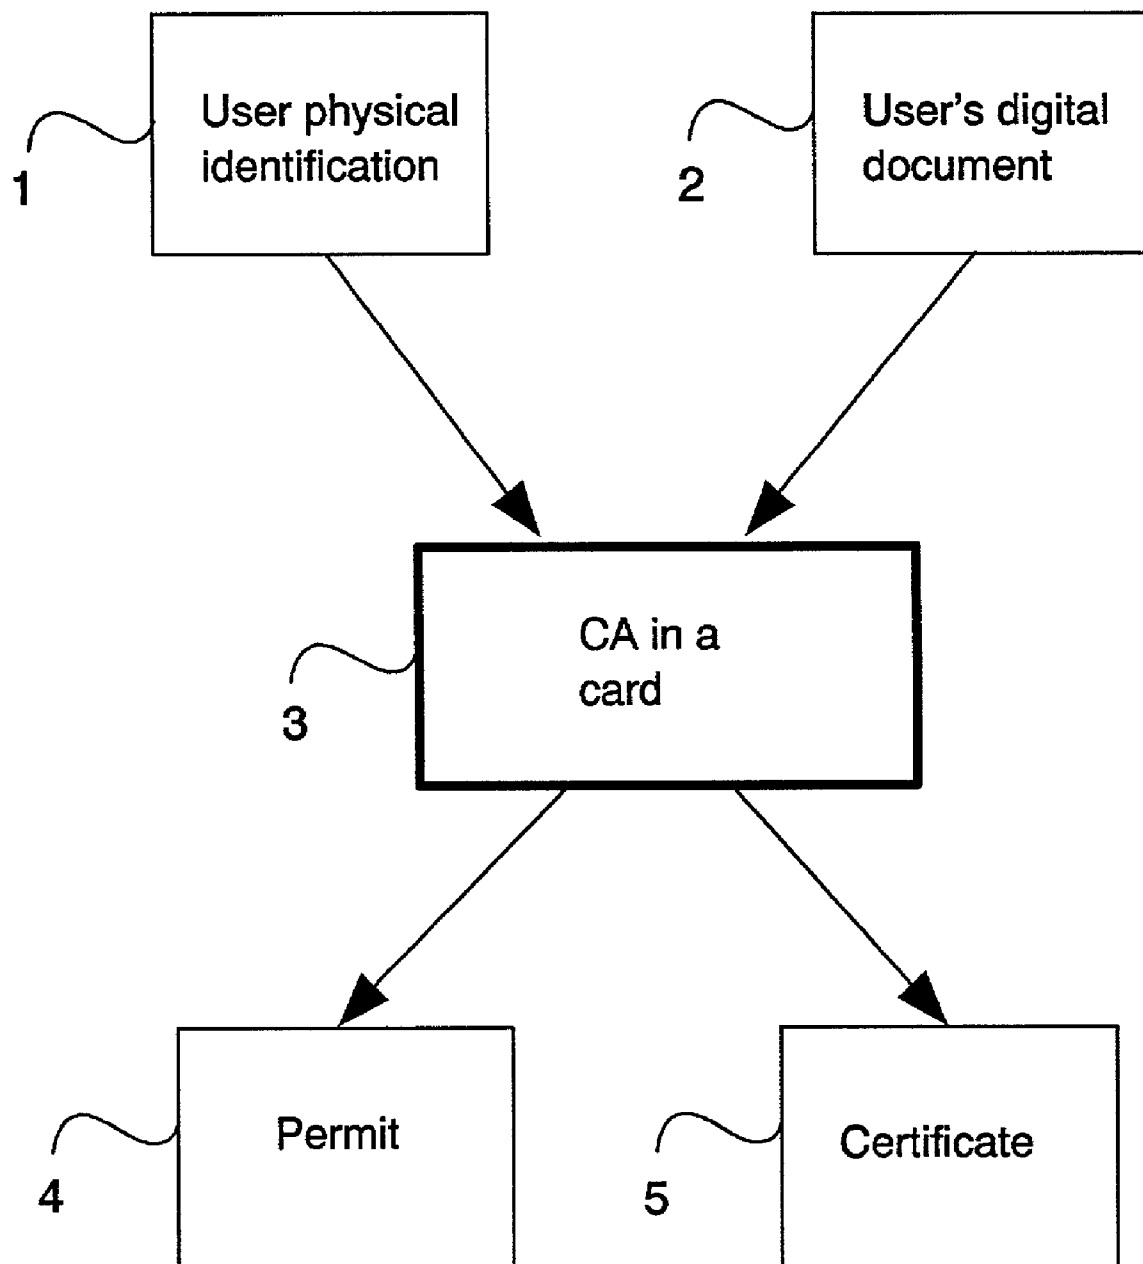 User physical
identification
1
User's digital
document
2
CA in a
card
3
Permit
4
Certificate
5